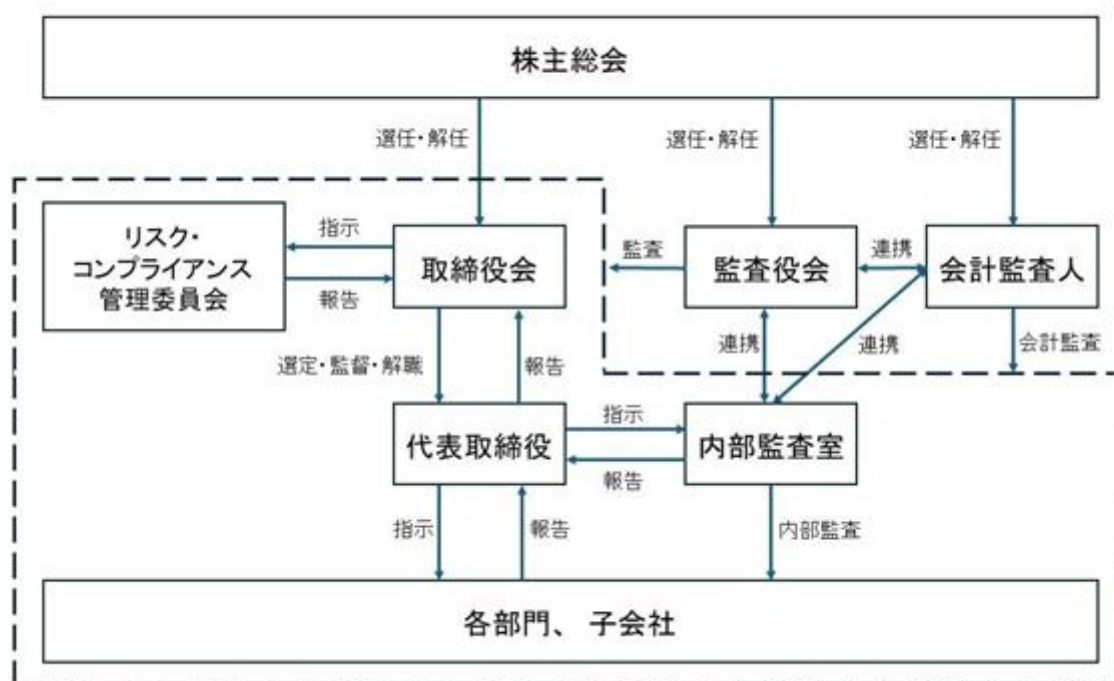 株主総会
選任・解任
選任・解任
選任・解任
リスク・
コンプライアンス
管理委員会
指示
報告
取締役会
監査
監査役会
連携
会計監査人
選定・監督・解職
報告
連携
連携
会計監査
代表取締役
指示
報告
内部監査室
指示
報告
内部監査
各部門、子会社